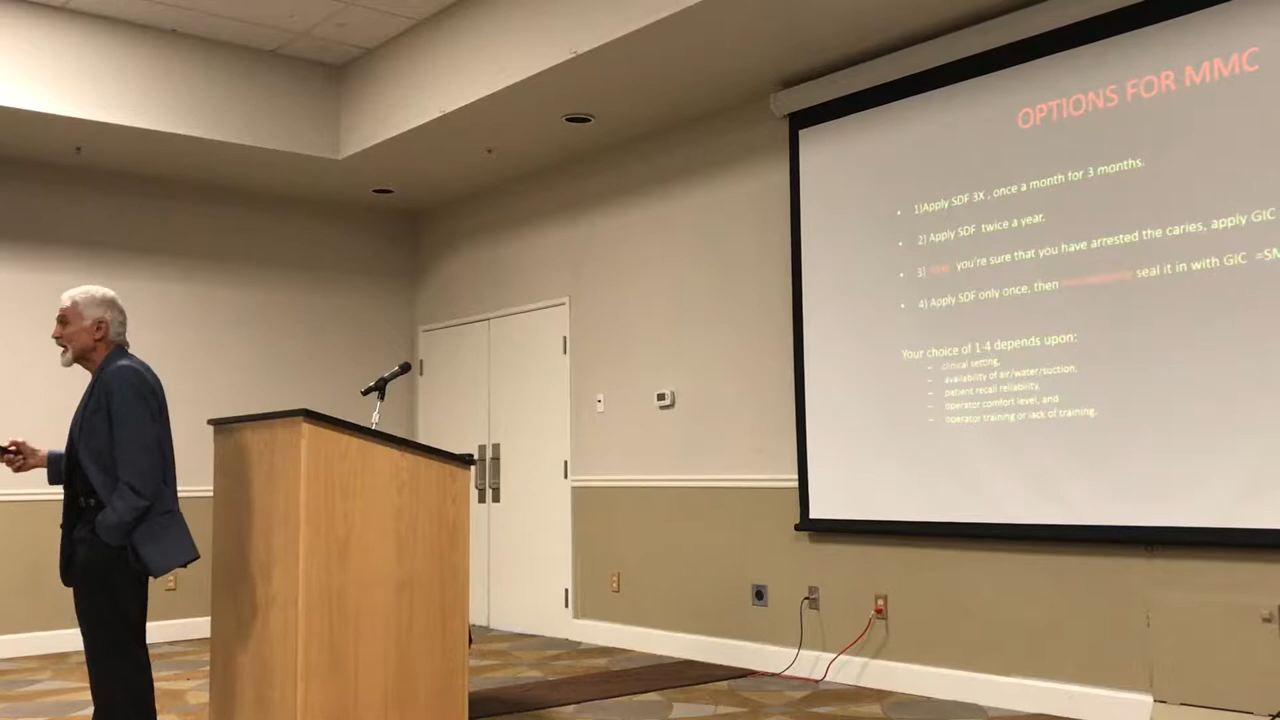 OPTIONS FOR MMC
• 1)Apply SDF 3X , once a month for 3 months.
• 2) Apply SDF twice a year.
• 3) you're sure that you have arrested the caries, apply GIC
• 4) Apply SDF only once, then seal it in with GIC =SM
Your choice of 1-4 depends upon:
– clinical setting,
– availability of air/water/suction,
– patient recall reliability,
– operator comfort level, and
– operator training or lack of training.